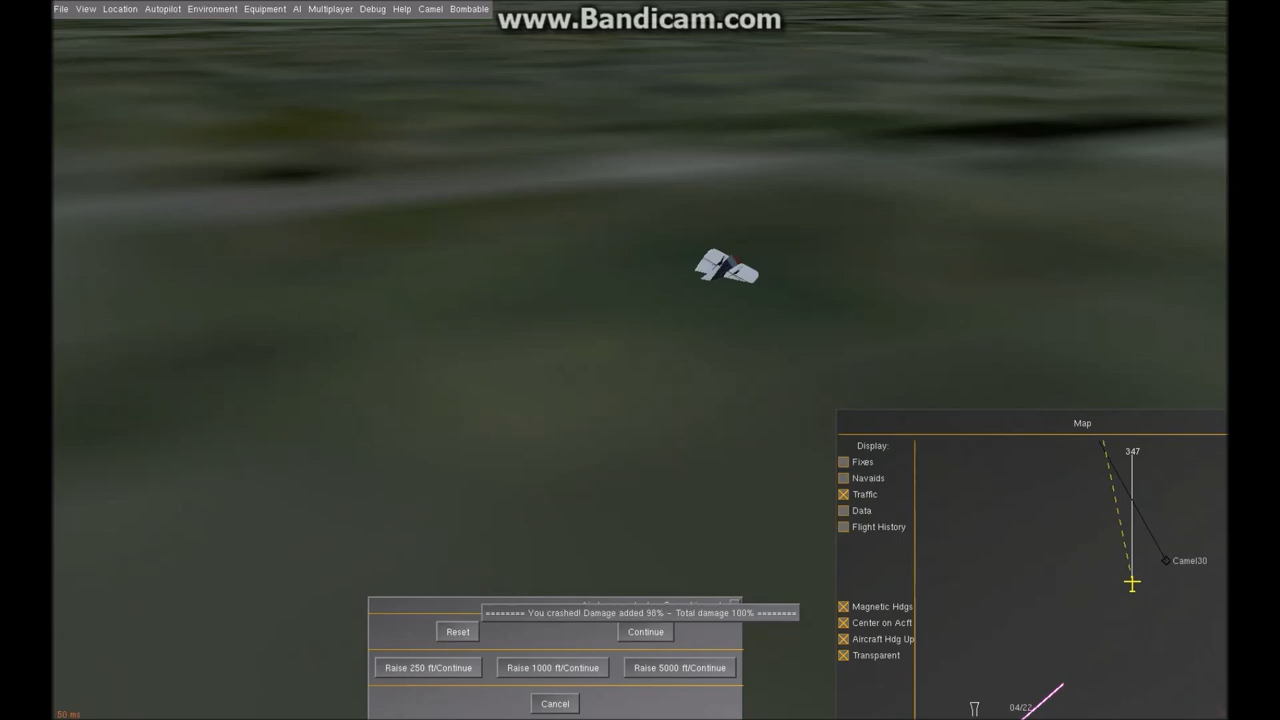 File View Location Autopilot Environment Equipment AI Multiplayer Debug Help Camel Bombable
www.Bandicam.com
Map
Display:
Fixes
Navaids
Traffic
Data
Flight History
Magnetic Hdgs
Center on Acft
Aircraft Hdg Up
Transparent
347
Camel30
04/22
======== You crashed! Damage added 98% - Total damage 100% ========
Reset Continue
Raise 250 ft/Continue Raise 1000 ft/Continue Raise 5000 ft/Continue
Cancel
50 ms